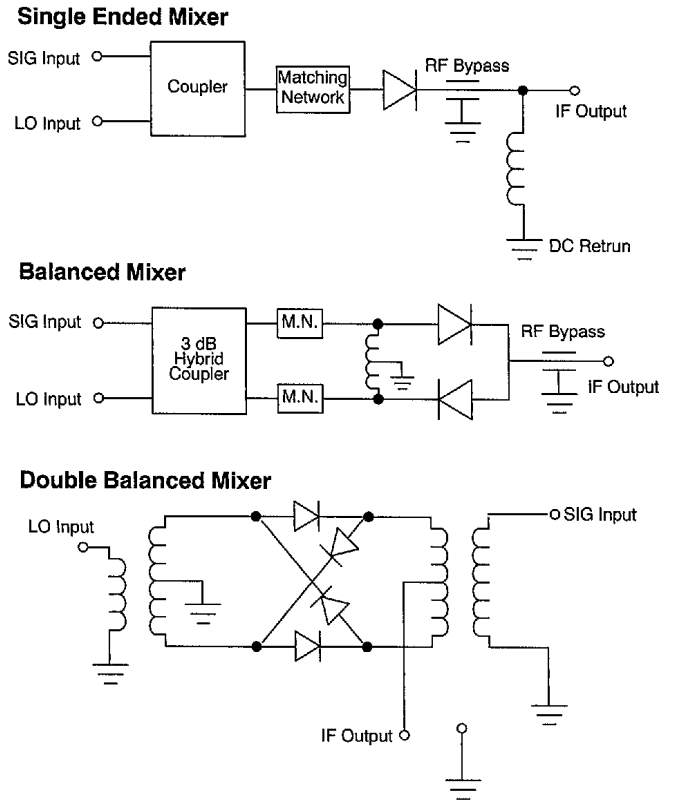 Single Ended Mixer
SIG Input
Coupler
Matching
Network
RF Bypass
IF Output
LO Input
DC Retrun
Balanced Mixer
SIG Input
M.N.
RF Bypass
3 dB
Hybrid
Coupler
LO Input
M.N.
IF Output
Double Balanced Mixer
LO Input
SIG Input
IF Output